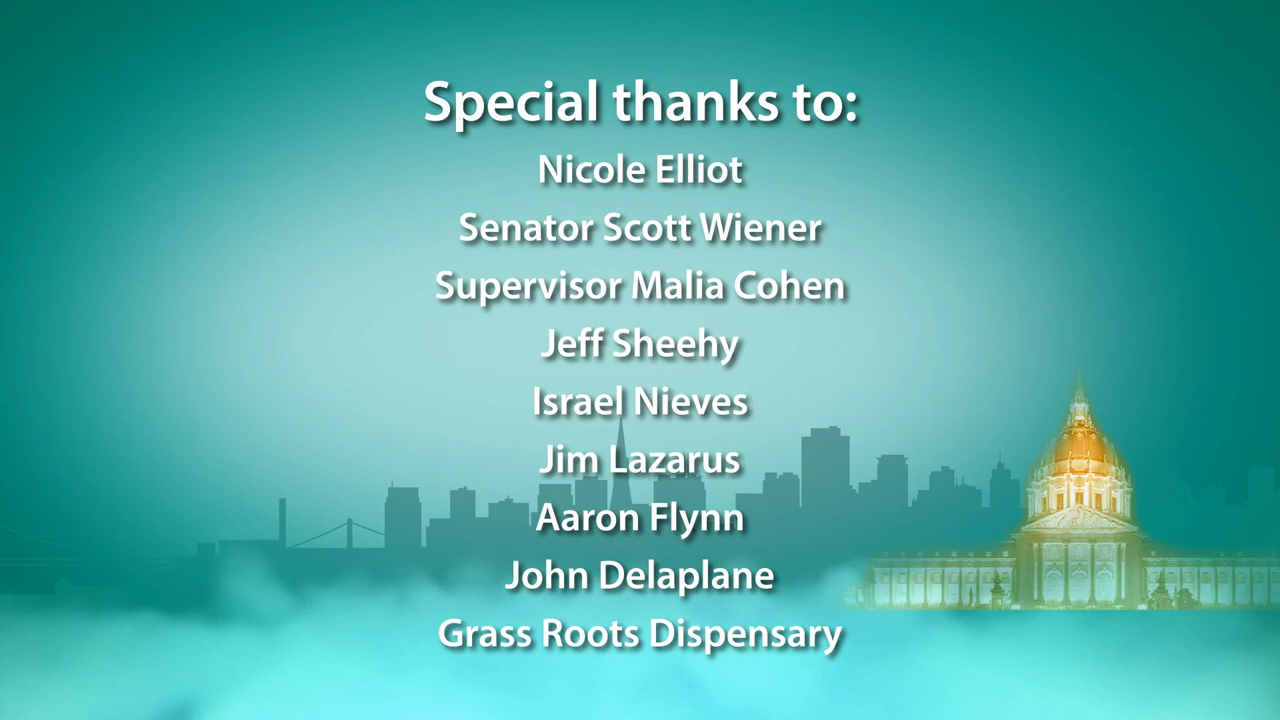 Special thanks to:
Nicole Elliot
Senator Scott Wiener
Supervisor Malia Cohen
Jeff Sheehy
Israel Nieves
Jim Lazarus
Aaron Flynn
John Delaplane
Grass Roots Dispensary